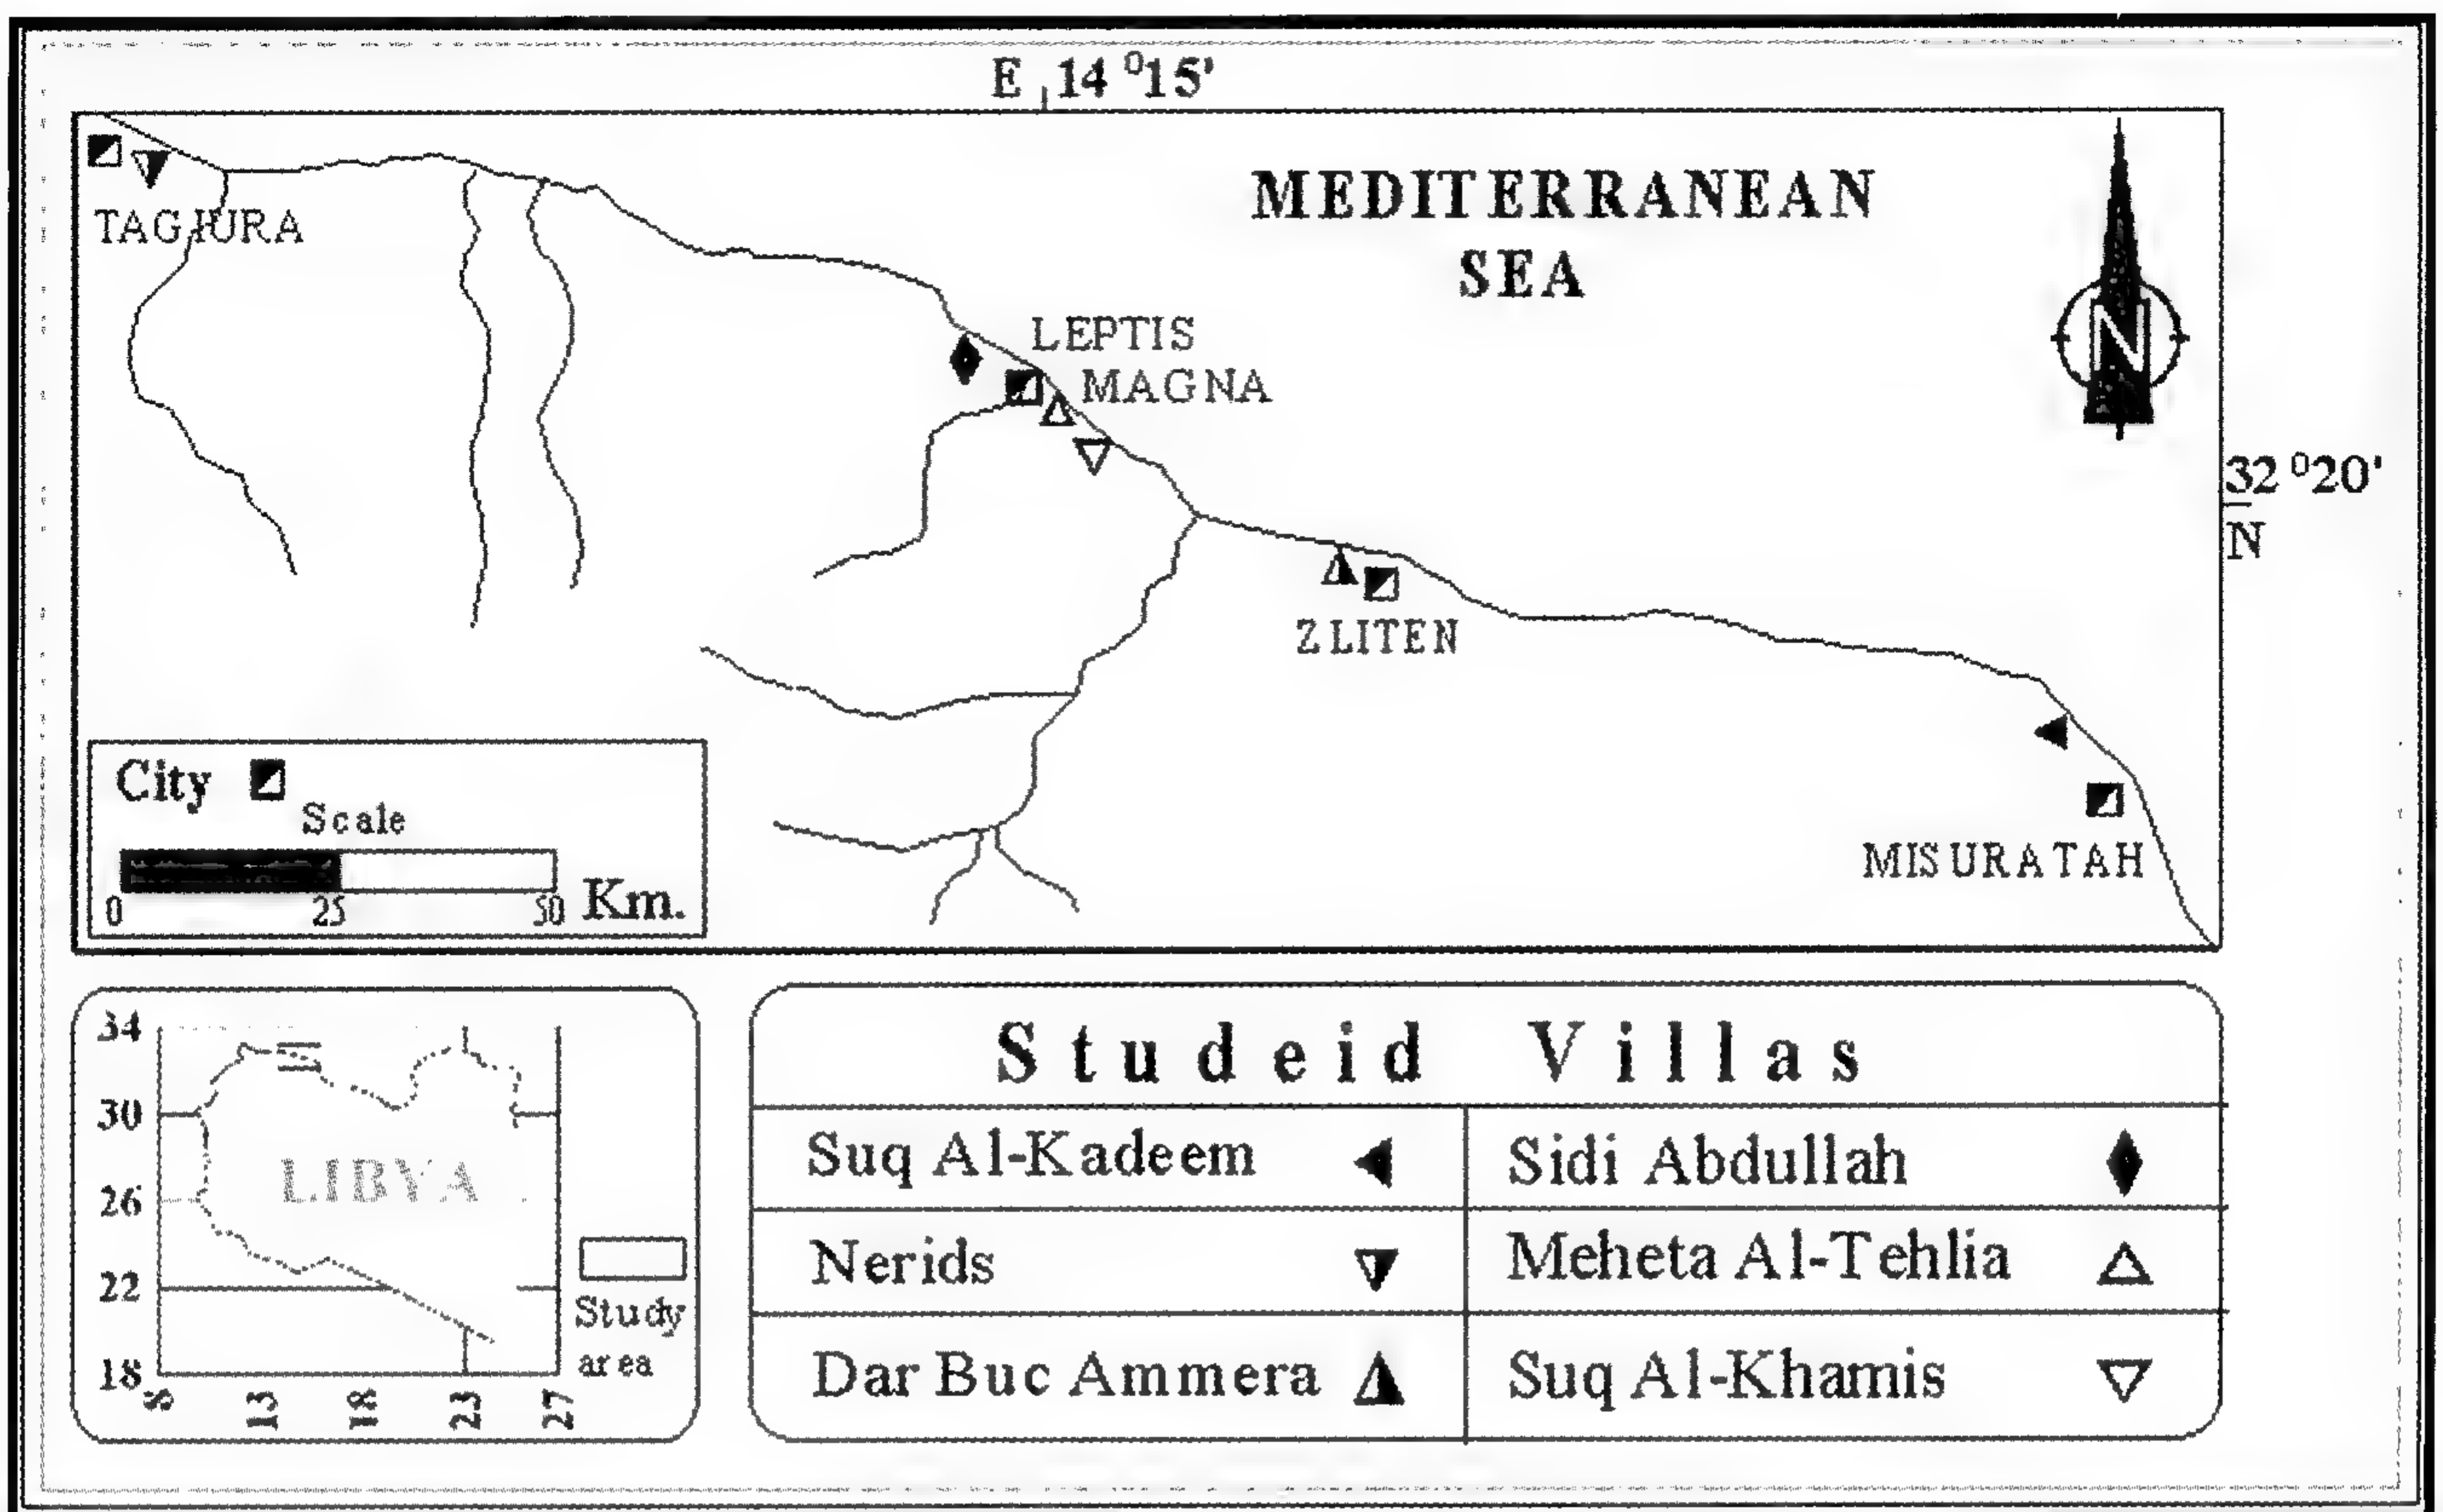 E 14 ⁰15'
MEDITERRANEAN
SEA
TAGIURA
LEPTIS
MAGNA
N
32 ⁰20'
N
ZLITEN
MISURATAH
City
Scale
0 25 50 Km.
34
30
26
22
18
8 13 18 23 27
LIBYA
Study
area
Studeid Villas
Suq Al-Kadeem
Sidi Abdullah
Nerids
Meheta Al-Tehlia
Dar Buc Ammera
Suq Al-Khamis